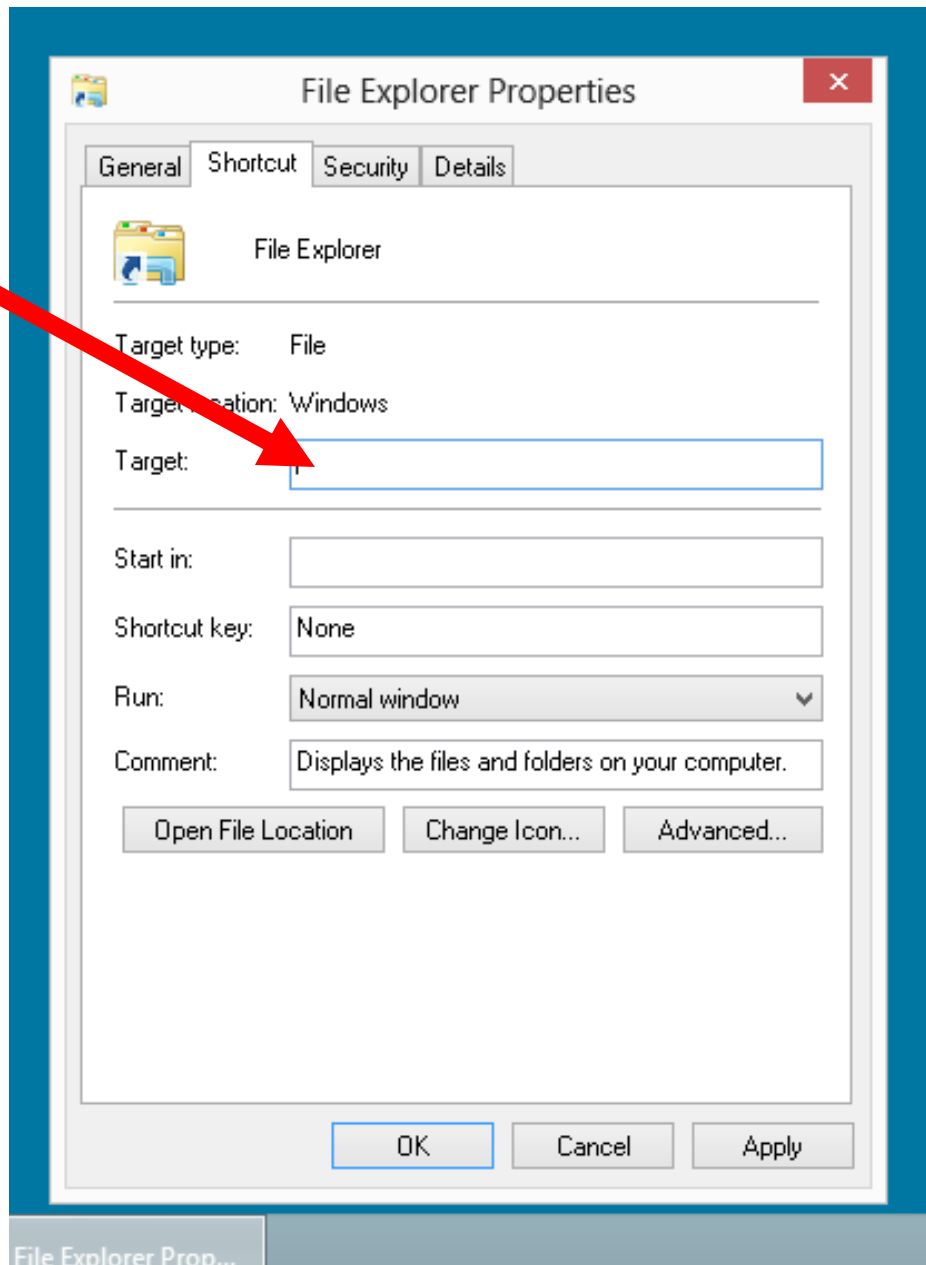 File Explorer Properties
General Shortcut Security Details
File Explorer
Target type: File
Target location: Windows
Target:
Start in:
Shortcut key: None
Run: Normal window
Comment: Displays the files and folders on your computer.
Open File Location Change Icon... Advanced...
OK Cancel Apply
File Explorer Prop...